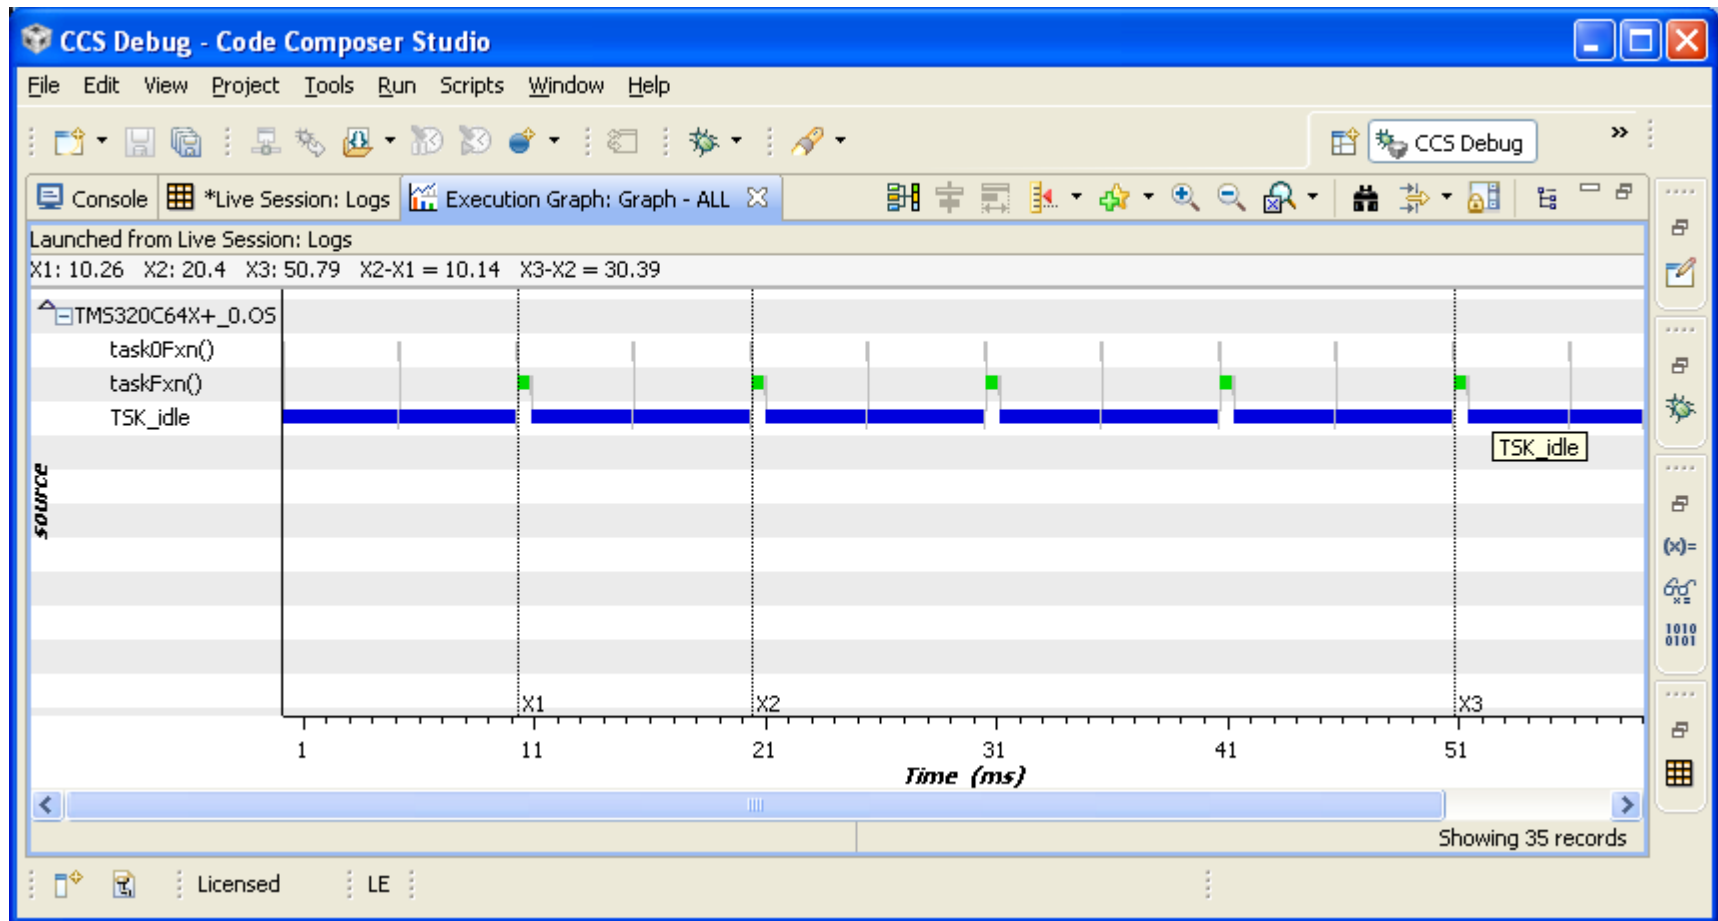 CCS Debug - Code Composer Studio
File Edit View Project Tools Run Scripts Window Help
CCS Debug »
Console *Live Session: Logs Execution Graph: Graph - ALL
Launched from Live Session: Logs
X1: 10.26 X2: 20.4 X3: 50.79 X2-X1 = 10.14 X3-X2 = 30.39
TMS320C64X+_0.OS
task0Fxn()
taskFxn()
TSK_idle
TSK_idle
source
(x)=
1010
0101
X1 X2 X3
1 11 21 31 41 51
Time (ms)
Showing 35 records
Licensed LE